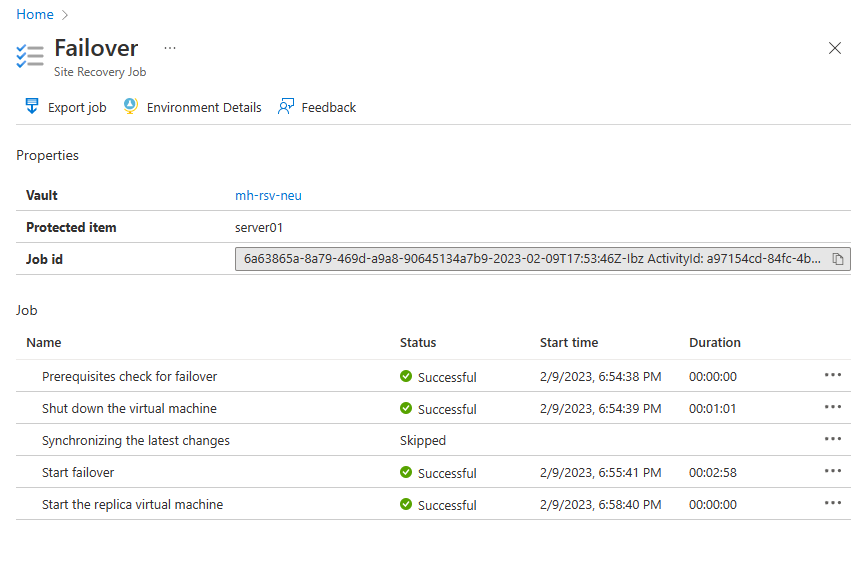 Home
Failover ...
Site Recovery Job
Export job Environment Details Feedback
Properties
Vault mh-rsv-neu
Protected item server01
Job id 6a63865a-8a79-469d-a9a8-90645134a7b9-2023-02-09T17:53:46Z-Ibz ActivityId: a97154cd-84fc-4b...
Job
Name Status Start time Duration
Prerequisites check for failover Successful 2/9/2023, 6:54:38 PM 00:00:00
Shut down the virtual machine Successful 2/9/2023, 6:54:39 PM 00:01:01
Synchronizing the latest changes Skipped
Start failover Successful 2/9/2023, 6:55:41 PM 00:02:58
Start the replica virtual machine Successful 2/9/2023, 6:58:40 PM 00:00:00